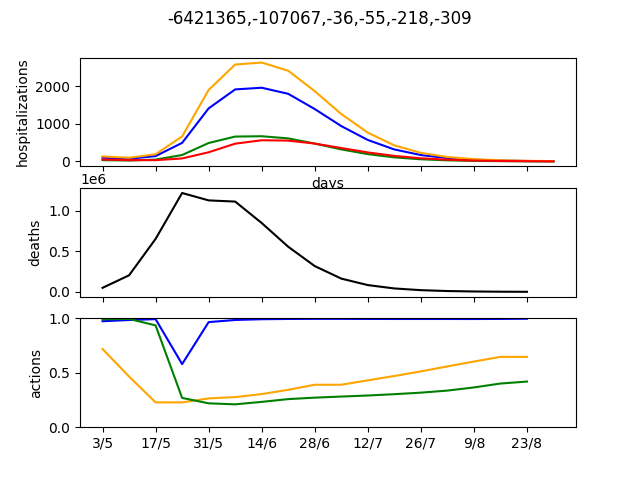 -6421365,-107067,-36,-55,-218,-309
hospitalizations
2000
1000
0
days
1e6
deaths
1.0
0.5
0.0
actions
1.0
0.5
0.0
3/5 17/5 31/5 14/6 28/6 12/7 26/7 9/8 23/8